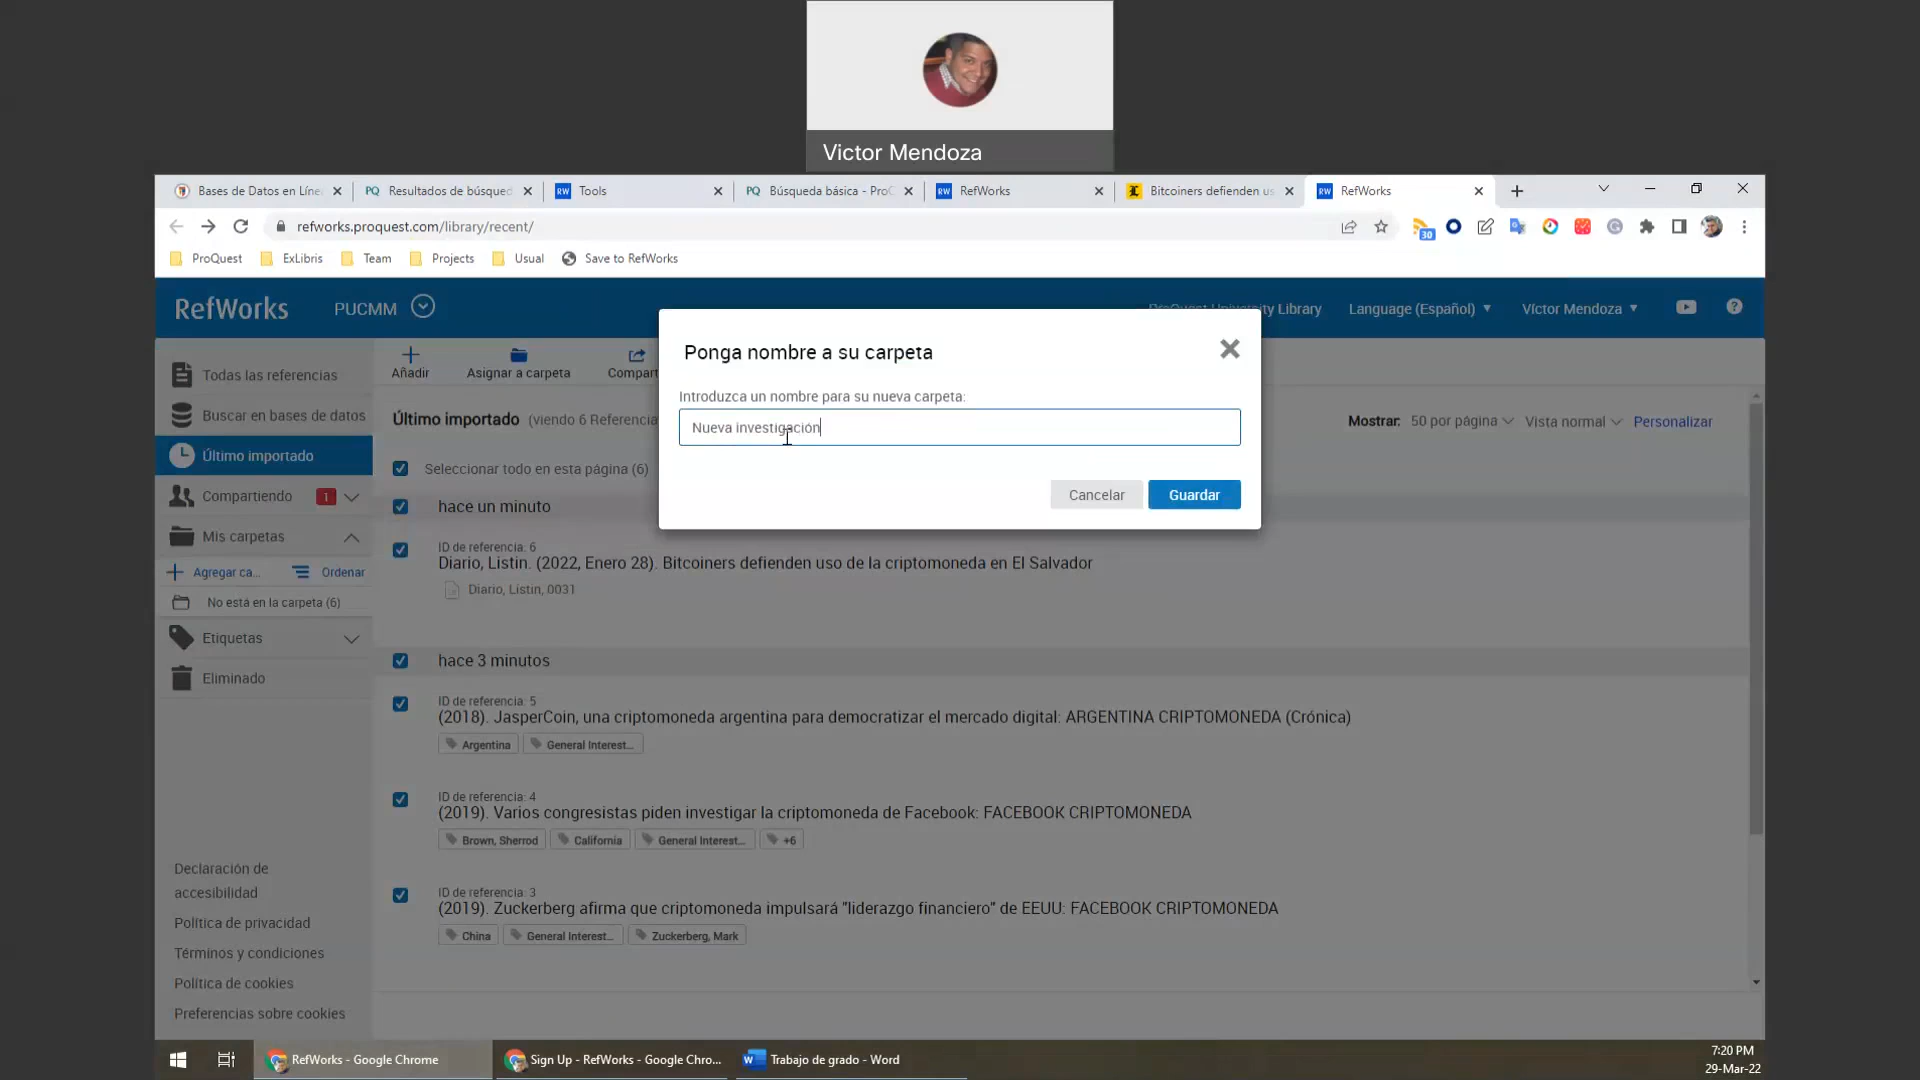 Victor Mendoza
Bases de Datos en Líne
Resultados de búsqued
Tools
Búsqueda básica - ProQ
RefWorks
Bitcoiners defienden us
RefWorks
refworks.proquest.com/library/recent/
30
ProQuest
ExLibris
Team
Projects
Usual
Save to RefWorks
RefWorks
PUCMM
ProQuest University Library
Language (Español)
Víctor Mendoza
Todas las referencias
Buscar en bases de datos
Último importado
Compartiendo
1
Mis carpetas
Agregar ca...
Ordenar
No está en la carpeta (6)
Etiquetas
Eliminado
Declaración de
accesibilidad
Política de privacidad
Términos y condiciones
Política de cookies
Preferencias sobre cookies
Añadir
Asignar a carpeta
Compart
Último importado (viendo 6 Referencia
Mostrar: 50 por página
Vista normal
Personalizar
Seleccionar todo en esta página (6)
Ponga nombre a su carpeta
Introduzca un nombre para su nueva carpeta:
Nueva investigación
Cancelar
Guardar
hace un minuto
ID de referencia: 6
Diario, Listin. (2022, Enero 28). Bitcoiners defienden uso de la criptomoneda en El Salvador
Diario, Listin, 0031
hace 3 minutos
ID de referencia: 5
(2018). JasperCoin, una criptomoneda argentina para democratizar el mercado digital: ARGENTINA CRIPTOMONEDA (Crónica)
Argentina
General Interest...
ID de referencia: 4
(2019). Varios congresistas piden investigar la criptomoneda de Facebook: FACEBOOK CRIPTOMONEDA
Brown, Sherrod
California
General Interest...
+6
ID de referencia: 3
(2019). Zuckerberg afirma que criptomoneda impulsará "liderazgo financiero" de EEUU: FACEBOOK CRIPTOMONEDA
China
General Interest...
Zuckerberg, Mark
RefWorks - Google Chrome
Sign Up - RefWorks - Google Chro...
Trabajo de grado - Word
7:20 PM
29-Mar-22